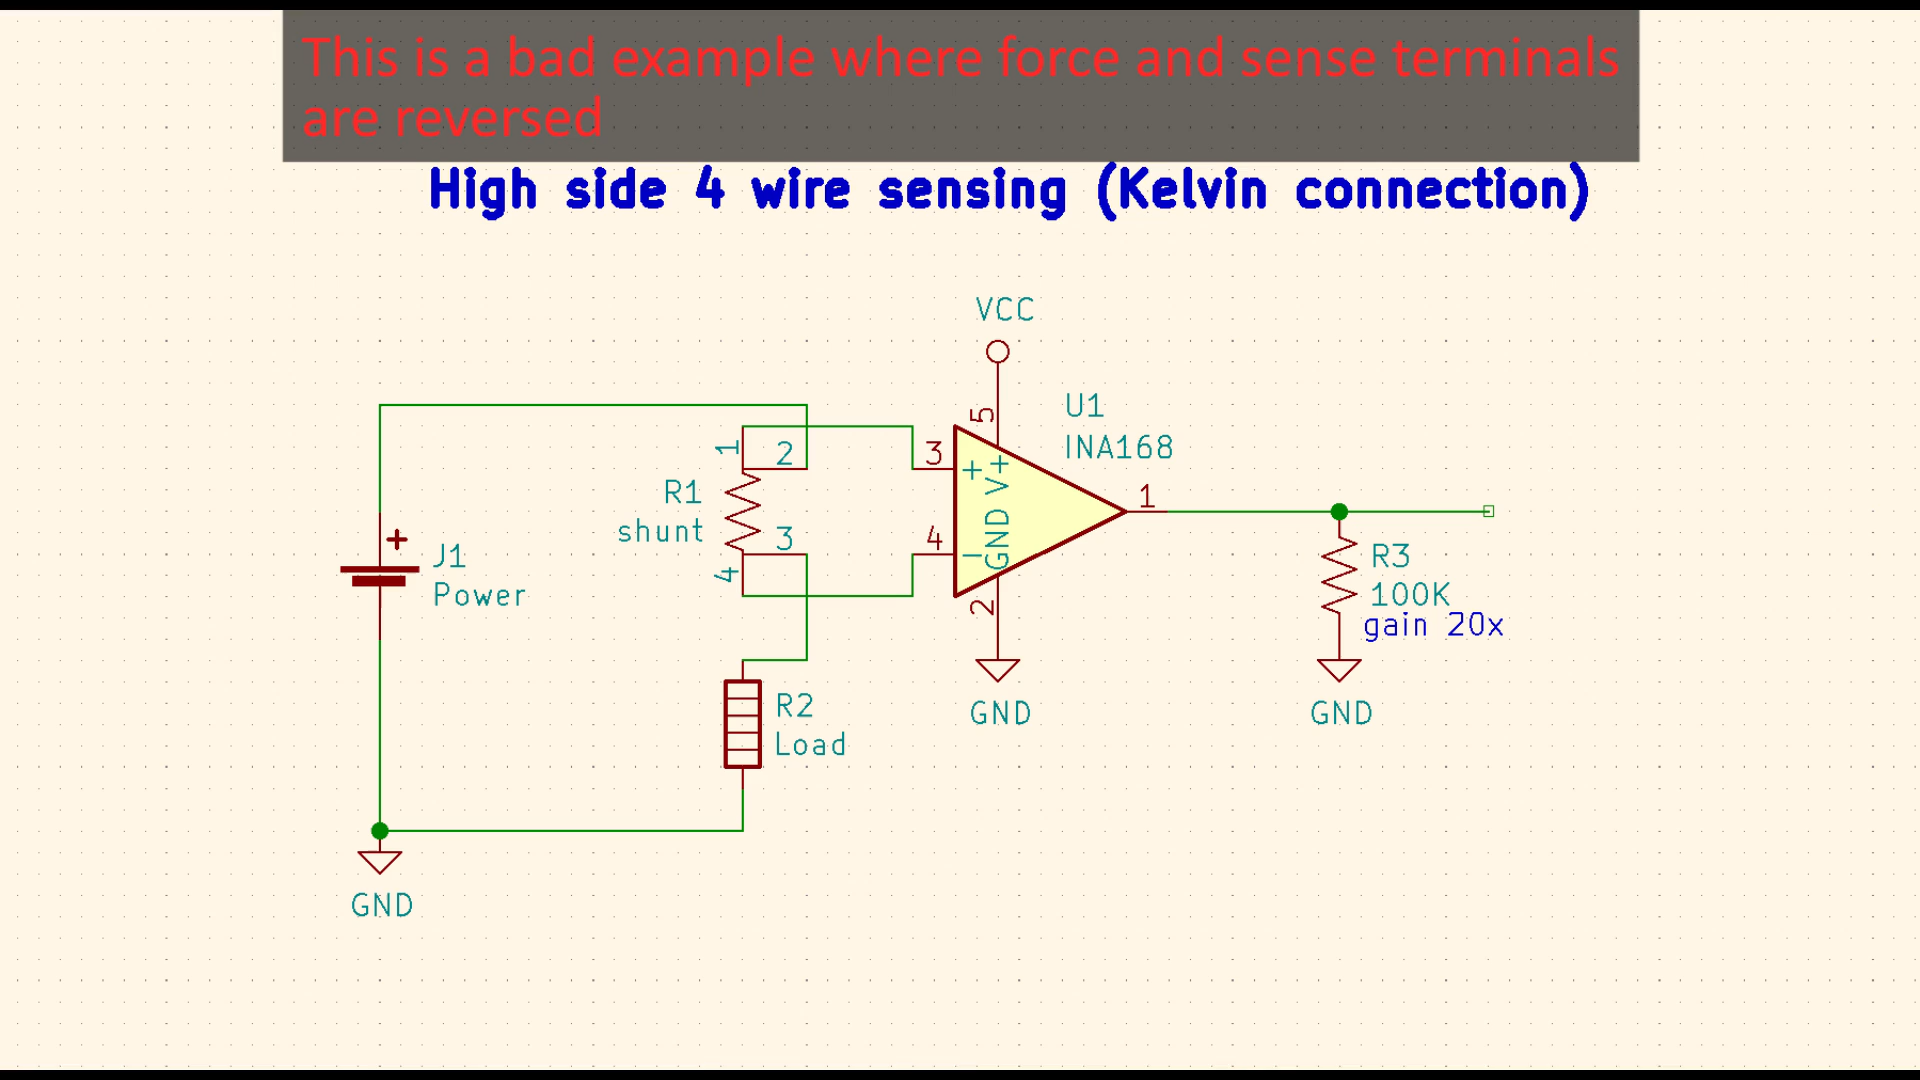 This is a bad example where force and sense terminals
are reversed
High side 4 wire sensing (Kelvin connection)
VCC
5
U1
INA168
1
2
3
+
V+
R1
shunt
3
4
4
-
GND
2
1
+
J1
Power
R3
100K
gain 20x
R2
Load
GND
GND
GND